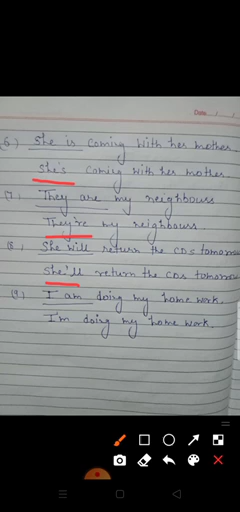 Date
(6) She is coming with her mother
She's coming with her mother.
(7) They are my neighbours
They're my neighbours.
(8) She will return the CDs tomorrow
She'll return the CDs tomorrow
(9) I am doing my home work.
I'm doing my home work.